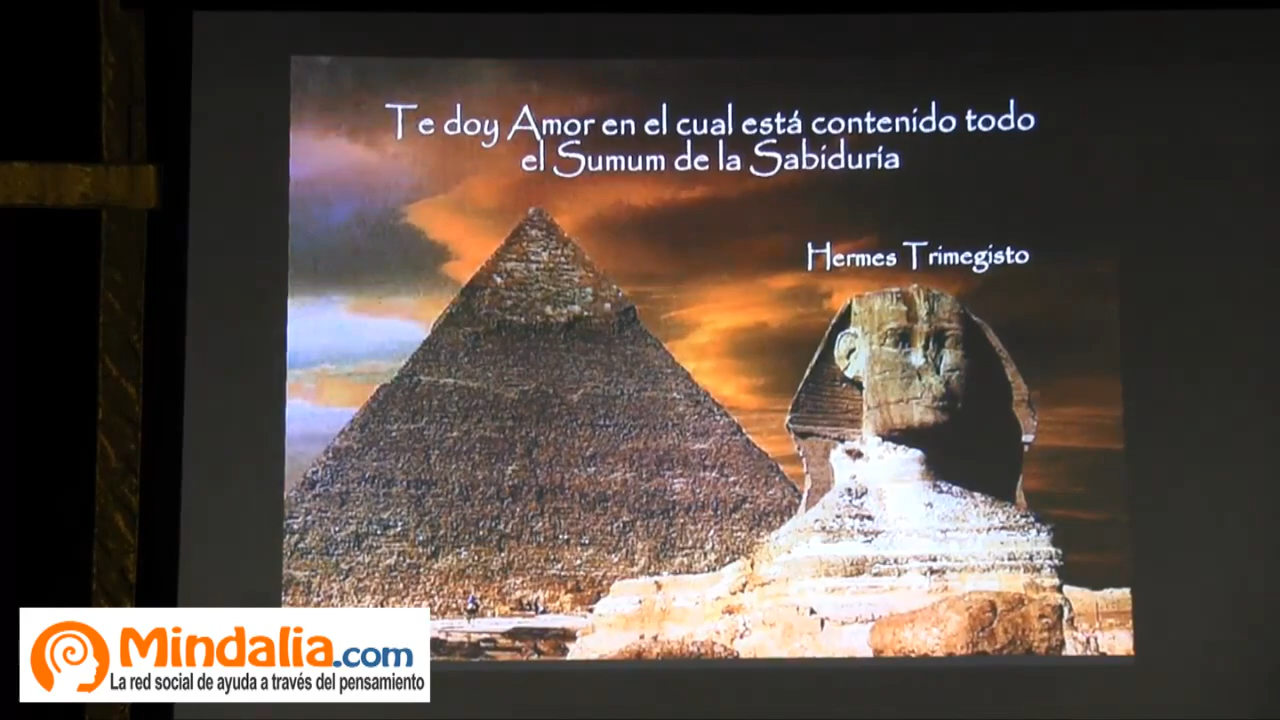 Te doy Amor en el cual está contenido todo
el Sumum de la Sabiduría
Hermes Trimegisto
Mindalia.com
La red social de ayuda a través del pensamiento